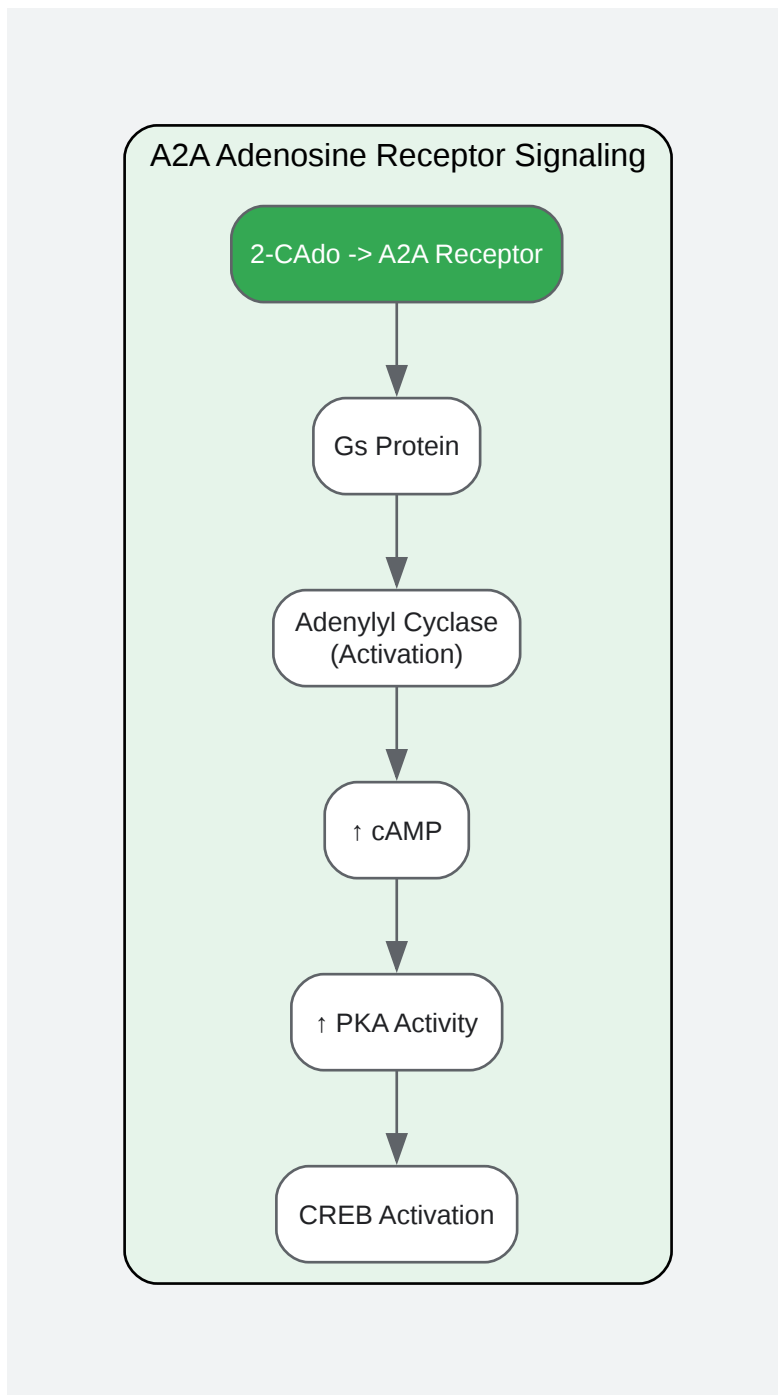 A2A Adenosine Receptor Signaling
2-CAdo -> A2A Receptor
Gs Protein
Adenylyl Cyclase
(Activation)
↑ cAMP
↑ PKA Activity
CREB Activation